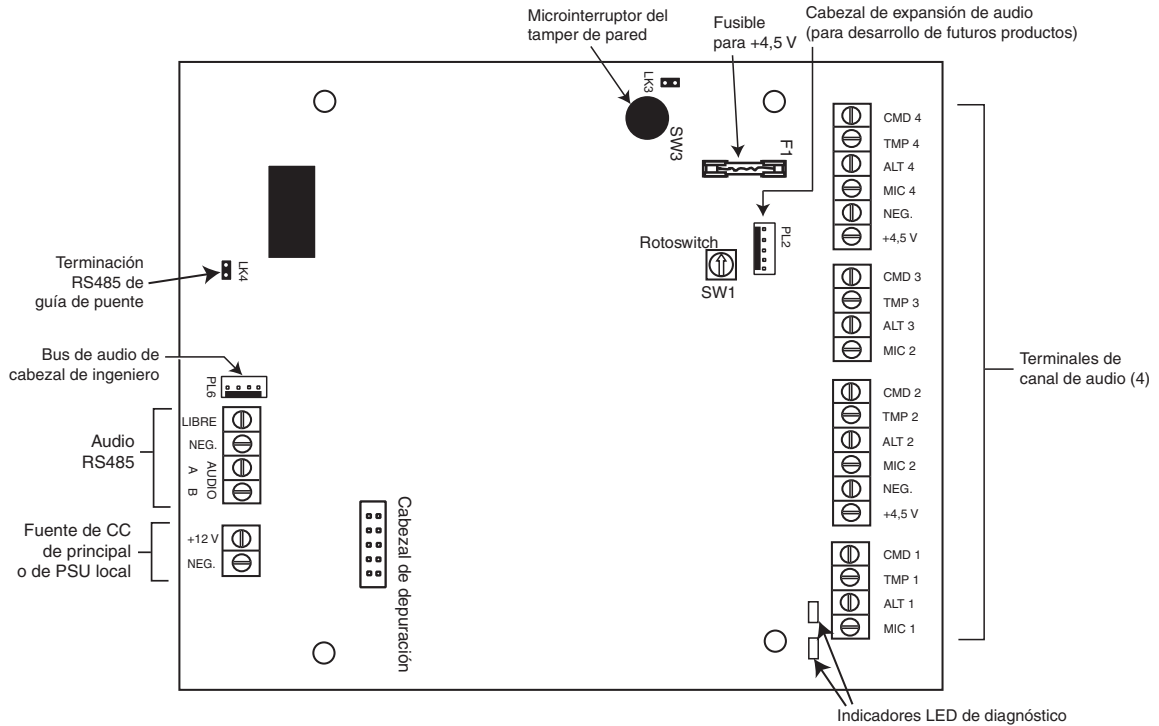 Microinterruptor del
tamper de pared
Fusible
para +4,5 V
Cabezal de expansión de audio
(para desarrollo de futuros productos)
LK3
SW3
F1
PL2
Rotoswitch
SW1
Terminación
RS485 de
guía de puente
LK4
Bus de audio de
cabezal de ingeniero
PL6
Audio
RS485
LIBRE
NEG.
AUDIO
A
B
Fuente de CC
de principal
o de PSU local
+12 V
NEG.
Cabezal de depuración
CMD 4
TMP 4
ALT 4
MIC 4
NEG.
+4,5 V
CMD 3
TMP 3
ALT 3
MIC 2
CMD 2
TMP 2
ALT 2
MIC 2
NEG.
+4,5 V
CMD 1
TMP 1
ALT 1
MIC 1
Terminales de
canal de audio (4)
Indicadores LED de diagnóstico